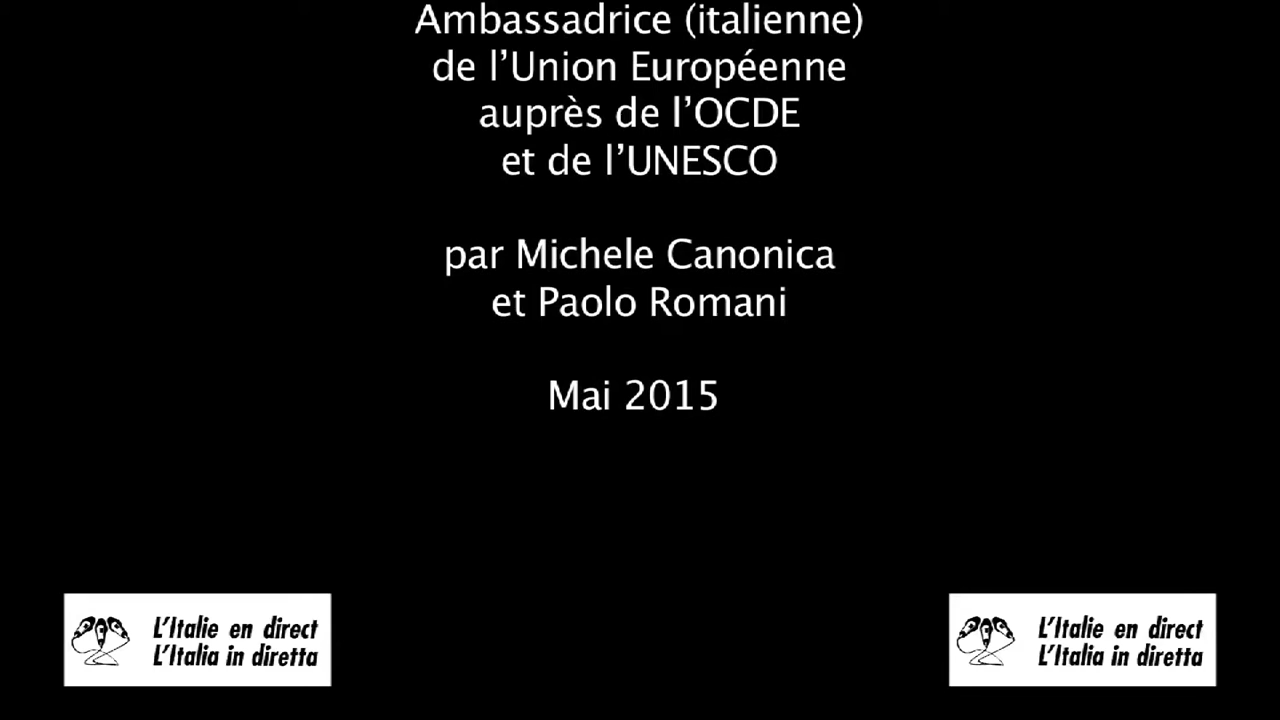 Ambassadrice (italienne)
de l’Union Européenne
auprès de l’OCDE
et de l’UNESCO
par Michele Canonica
et Paolo Romani
Mai 2015
L’Italie en direct
L’Italia in diretta
L’Italie en direct
L’Italia in diretta